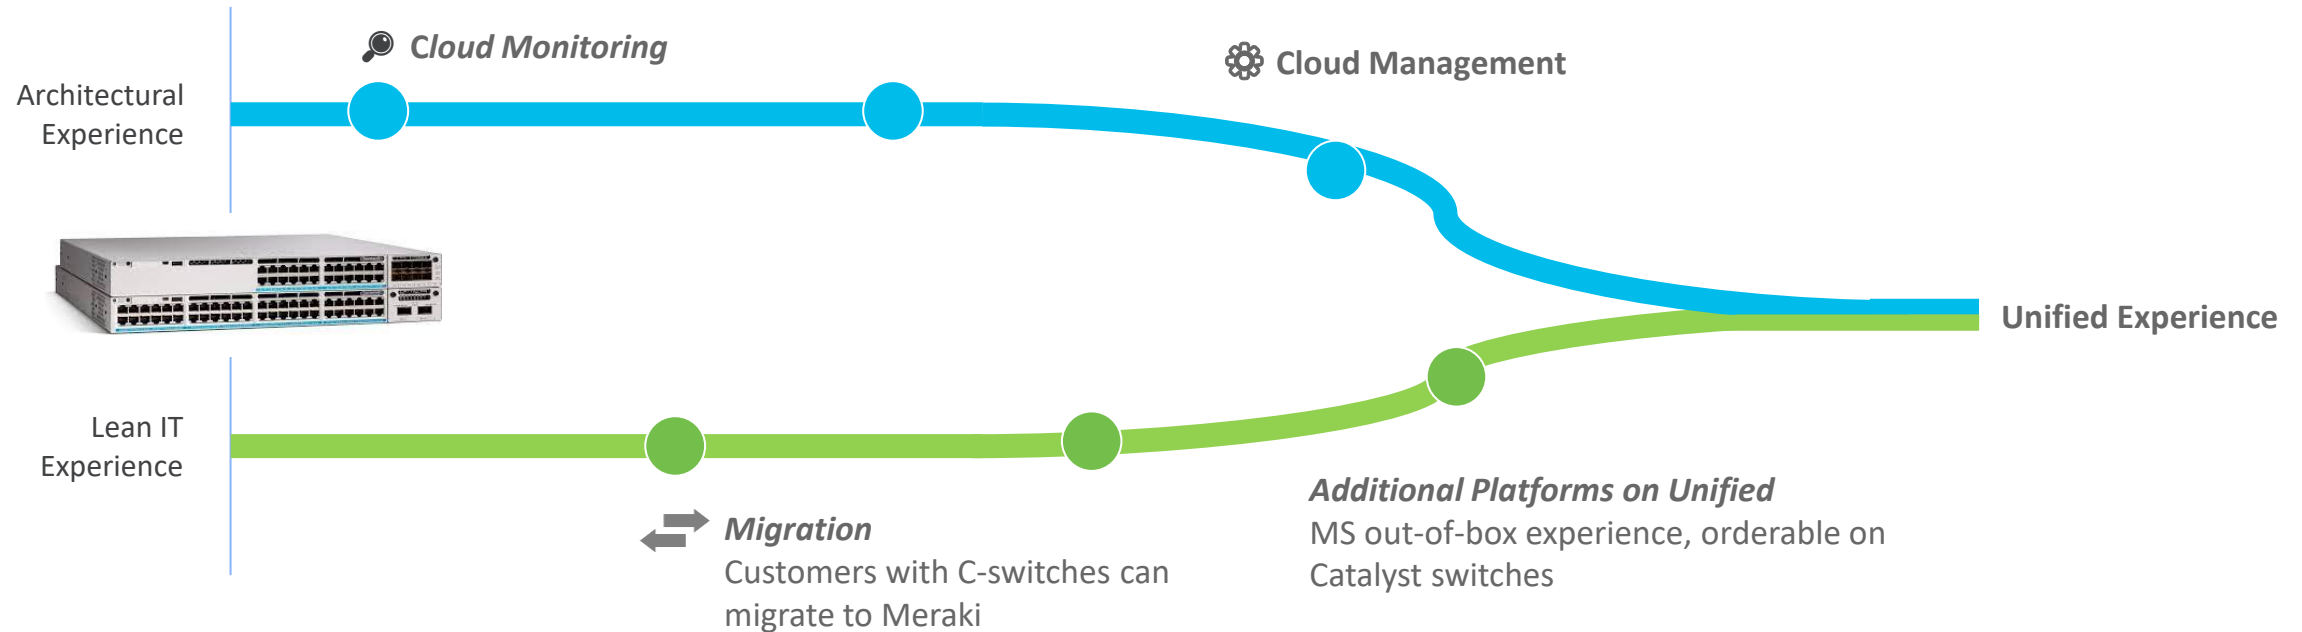 Cloud Monitoring
Cloud Management
Architectural
Experience
Unified Experience
Lean IT
Experience
Additional Platforms on Unified
MS out-of-box experience, orderable on
Catalyst switches
Migration
Customers with C-switches can
migrate to Meraki